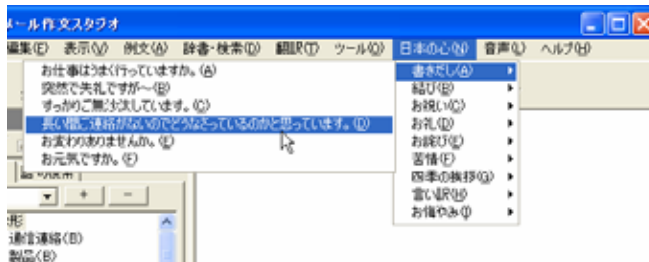 メール作文スタジオ
編集(E) 表示(V) 例文(A) 辞書・検索(D) 翻訳(T) ツール(O) 日本の心(N) 音声(L) ヘルプ(H)
お仕事はうまく行っていますか。(A)
突然で失礼ですが～(B)
すっかりご無沙汰しています。(C)
長い間ご連絡がないのでどうなさっているのかと思っています。(D)
お変わりありませんか。(E)
お元気ですか。(F)
書きだし(A)
結び(B)
お祝い(C)
お礼(D)
お詫び(E)
苦情(F)
四季の挨拶(G)
言い訳(H)
お悔やみ(I)
通信連絡(B)
製品(B)